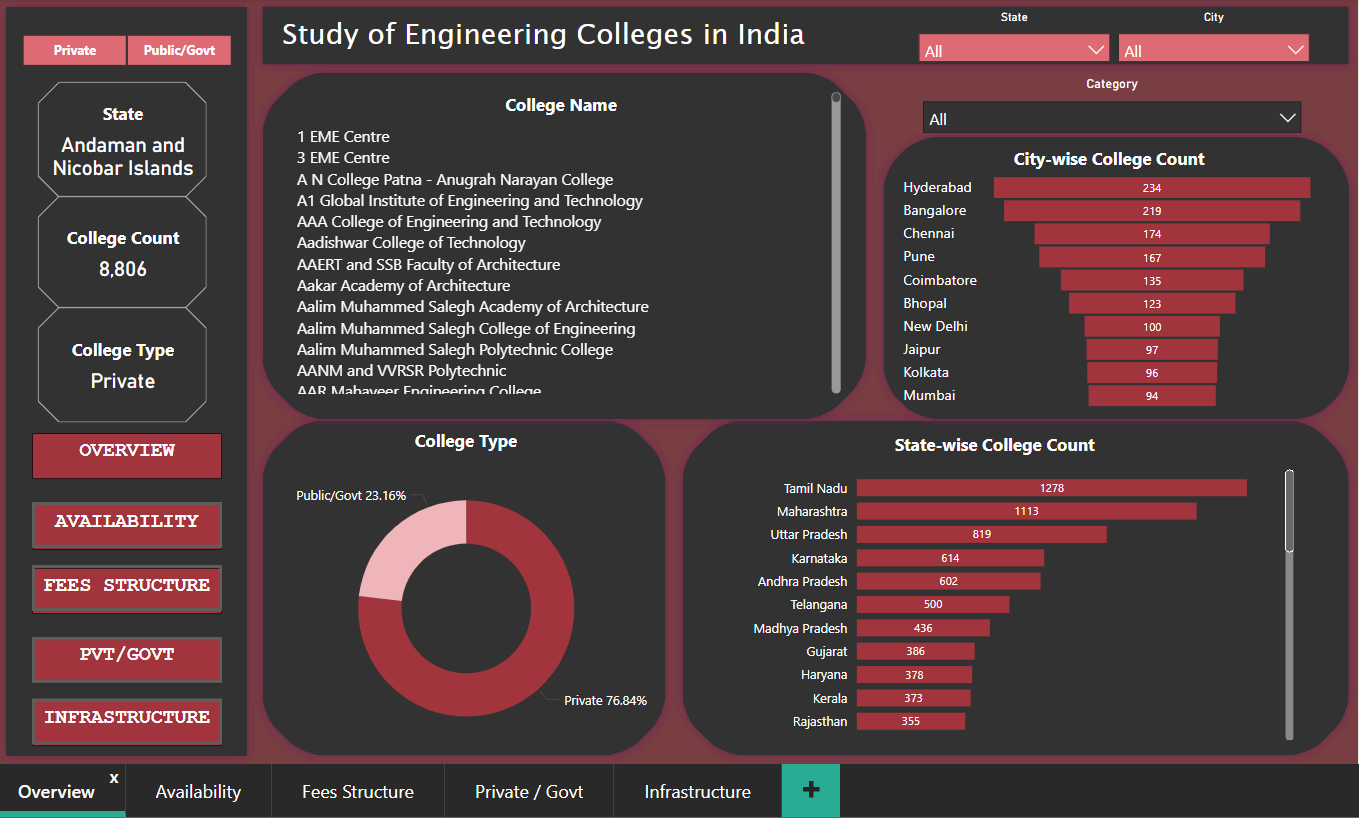 Private
Public/Govt
State
Andaman and
Nicobar Islands
College Count
8,806
College Type
Private
OVERVIEW
AVAILABILITY
FEES STRUCTURE
PVT/GOVT
INFRASTRUCTURE
Study of Engineering Colleges in India
State
All
City
All
Category
All
College Name
1 EME Centre
3 EME Centre
A N College Patna - Anugrah Narayan College
A1 Global Institute of Engineering and Technology
AAA College of Engineering and Technology
Aadishwar College of Technology
AAERT and SSB Faculty of Architecture
Aakar Academy of Architecture
Aalim Muhammed Salegh Academy of Architecture
Aalim Muhammed Salegh College of Engineering
Aalim Muhammed Salegh Polytechnic College
AANM and VVRSR Polytechnic
AAR Mahaveer Engineering College
City-wise College Count
Hyderabad 234
Bangalore 219
Chennai 174
Pune 167
Coimbatore 135
Bhopal 123
New Delhi 100
Jaipur 97
Kolkata 96
Mumbai 94
College Type
Public/Govt 23.16%
Private 76.84%
State-wise College Count
Tamil Nadu 1278
Maharashtra 1113
Uttar Pradesh 819
Karnataka 614
Andhra Pradesh 602
Telangana 500
Madhya Pradesh 436
Gujarat 386
Haryana 378
Kerala 373
Rajasthan 355
Overview x
Availability
Fees Structure
Private / Govt
Infrastructure
+